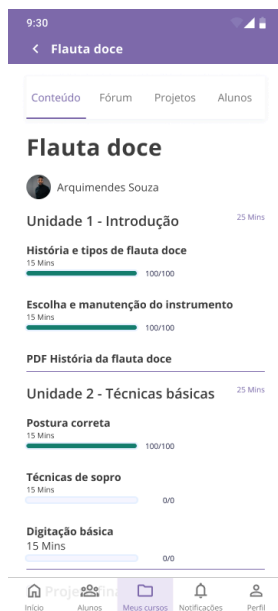 9:30
Flauta doce
Conteúdo Fórum Projetos Alunos
Flauta doce
Arquimendes Souza
Unidade 1 - Introdução 25 Mins
História e tipos de flauta doce
15 Mins
100/100
Escolha e manutenção do instrumento
15 Mins
100/100
PDF História da flauta doce
Unidade 2 - Técnicas básicas 25 Mins
Postura correta
15 Mins
100/100
Técnicas de sopro
15 Mins
0/0
Digitação básica
15 Mins
0/0
Projeto final
Início Alunos Meus cursos Notificações Perfil